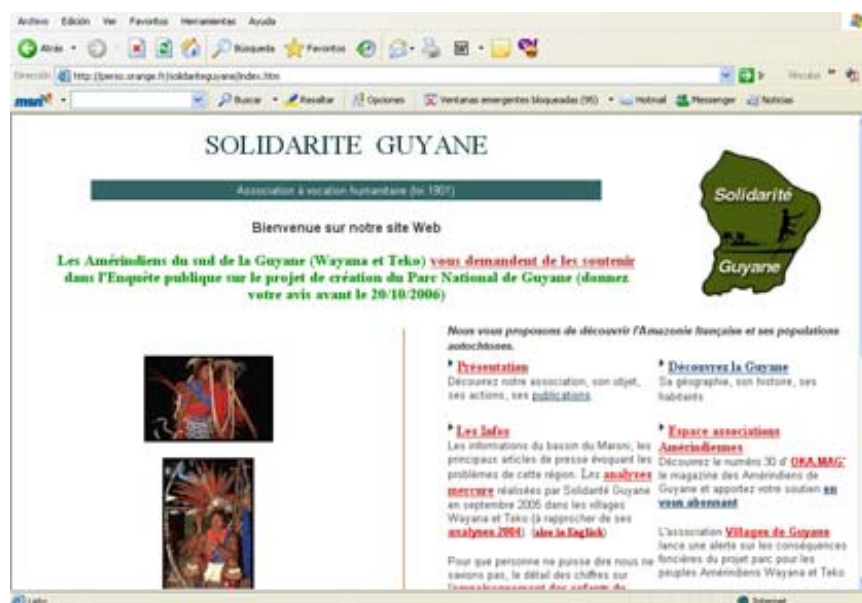 Archivo Edición Ver Favoritos Herramientas Ayuda
Atrás Búsqueda Favoritos
Dirección http://perso.orange.fr/solidariteguyane/index.htm Vínculos
msn Buscar Resaltar Opciones Ventanas emergentes bloqueadas (95) Hotmail Messenger Noticias
SOLIDARITE GUYANE
Association à vocation humanitaire (loi 1901)
Bienvenue sur notre site Web
Les Amérindiens du sud de la Guyane (Wayana et Teko) vous demandent de les soutenir
dans l'Enquête publique sur le projet de création du Parc National de Guyane (donnez
votre avis avant le 20/10/2006)
Solidarité
Guyane
Nous vous proposons de découvrir l'Amazonie française et ses populations
autochtones.
Présentation
Découvrez notre association, son objet,
ses actions, ses publications.
Les Infos
Les informations du bassin du Maroni, les
principaux articles de presse évoquant les
problèmes de cette région. Les analyses
mercure réalisées par Solidarité Guyane
en septembre 2005 dans les villages
Wayana et Teko (à rapprocher de ses
analyses 2004) (also in English)
Pour que personne ne puisse dire nous ne
savions pas, le détail des chiffres sur
l'empoisonnement des enfants du
Découvrez la Guyane
Sa géographie, son histoire, ses
habitants
Espace associations
Amérindiennes
Découvrez le numéro 30 d' OKA.MAG'
le magazine des Amérindiens de
Guyane et apportez votre soutien en
vous abonnant
L'association Villages de Guyane
lance une alerte sur les conséquences
foncières du projet parc pour les
peuples Amérindiens Wayana et Teko
Listo Internet